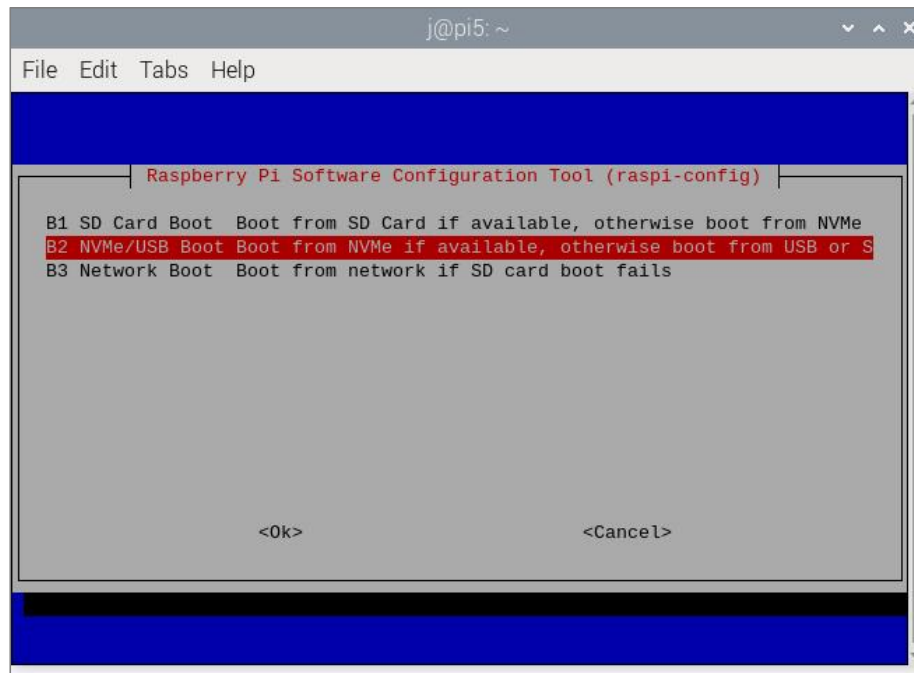 j@pi5: ~
File Edit Tabs Help
Raspberry Pi Software Configuration Tool (raspi-config)
B1 SD Card Boot Boot from SD Card if available, otherwise boot from NVMe
B2 NVMe/USB Boot Boot from NVMe if available, otherwise boot from USB or S
B3 Network Boot Boot from network if SD card boot fails
<Ok> <Cancel>